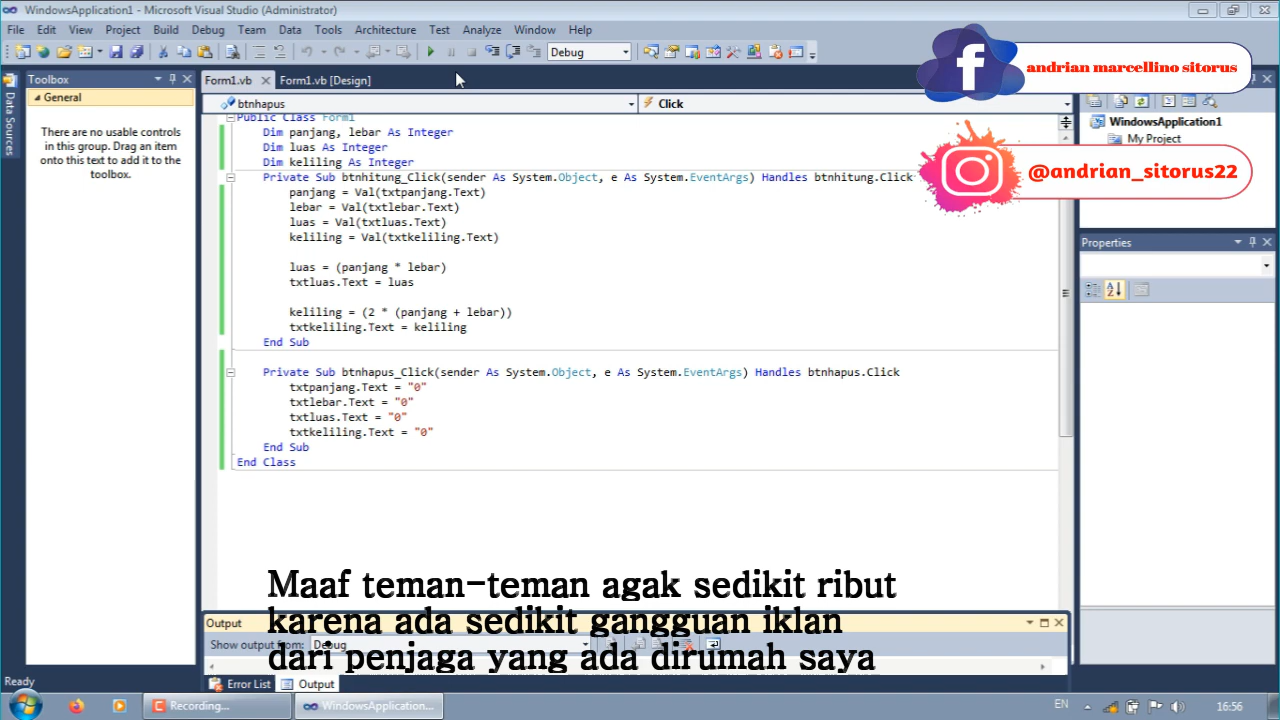 WindowsApplication1 - Microsoft Visual Studio (Administrator)
File Edit View Project Build Debug Team Data Tools Architecture Test Analyze Window Help
Debug
andrian marcellino sitorus
Toolbox
Form1.vb
Form1.vb [Design]
General
There are no usable controls
in this group. Drag an item
onto this text to add it to the
toolbox.
Data Sources
btnhapus
Click
Public Class Form1
Dim panjang, lebar As Integer
Dim luas As Integer
Dim keliling As Integer
Private Sub btnhitung_Click(sender As System.Object, e As System.EventArgs) Handles btnhitung.Click
panjang = Val(txtpanjang.Text)
lebar = Val(txtlebar.Text)
luas = Val(txtluas.Text)
keliling = Val(txtkeliling.Text)
luas = (panjang * lebar)
txtluas.Text = luas
keliling = (2 * (panjang + lebar))
txtkeliling.Text = keliling
End Sub
Private Sub btnhapus_Click(sender As System.Object, e As System.EventArgs) Handles btnhapus.Click
txtpanjang.Text = "0"
txtlebar.Text = "0"
txtluas.Text = "0"
txtkeliling.Text = "0"
End Sub
End Class
WindowsApplication1
My Project
@andrian_sitorus22
Properties
Maaf teman-teman agak sedikit ribut
karena ada sedikit gangguan iklan
dari penjaga yang ada dirumah saya
Output
Show output from: Debug
Error List
Output
Ready
Recording...
WindowsApplication...
EN
16:56